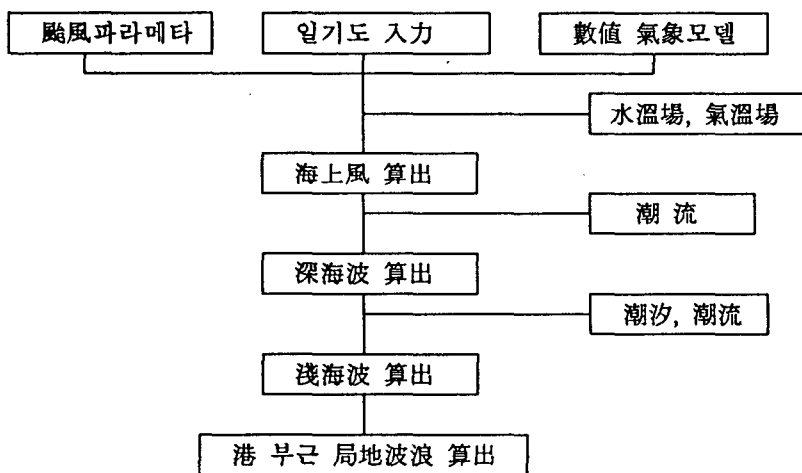 颱風파라메타
일기도 入力
數値 氣象모델
水溫場, 氣溫場
海上風 算出
潮 流
深海波 算出
潮汐, 潮流
淺海波 算出
港 부근 局地波浪 算出